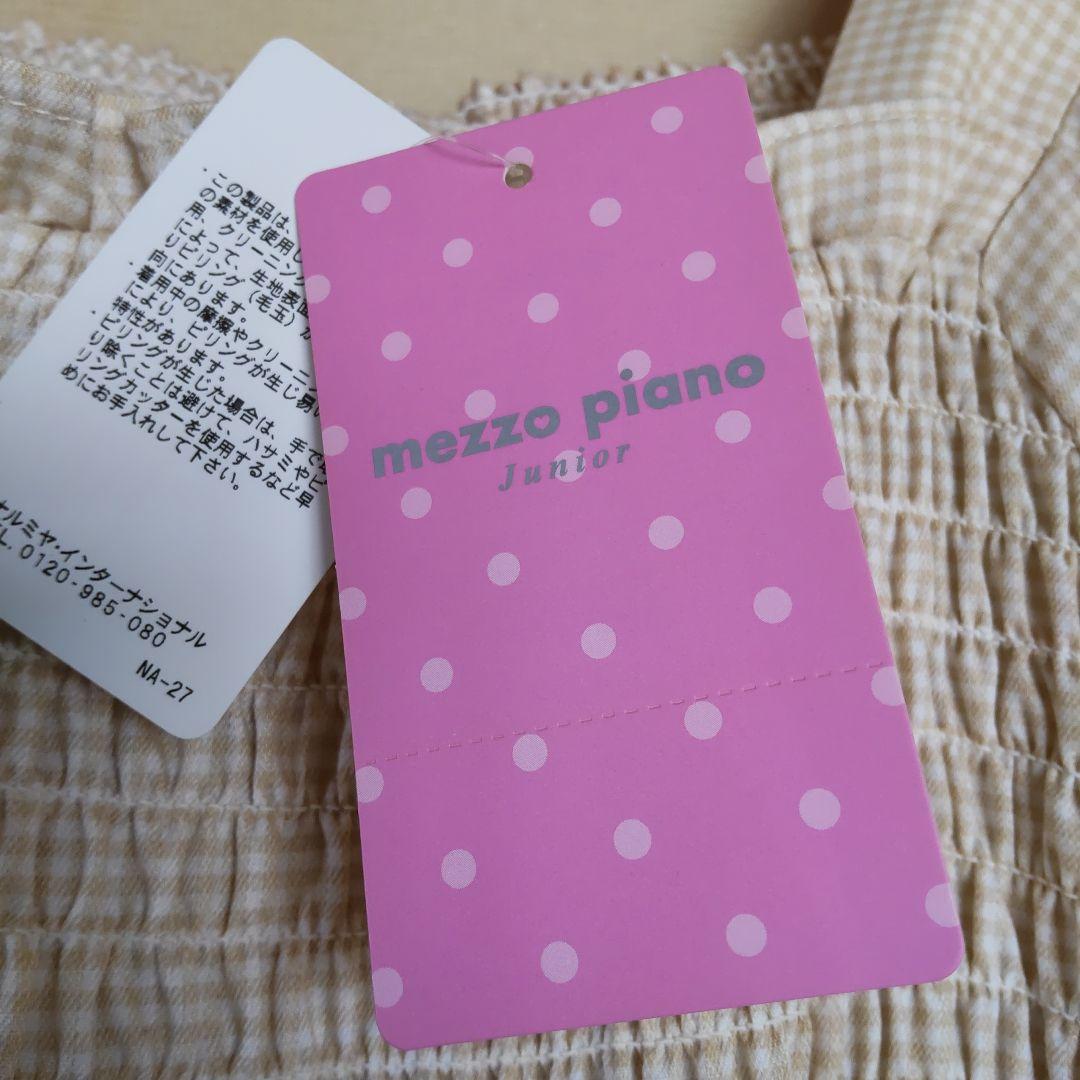 ・この製品は、
の素材を使用し
用、クリーニング
によって、生地表面
りピリング(毛玉)が
向にあります。
・着用中の摩擦やクリーニン
により、ピリングが生じ易い
特性があります。
・ピリングが生じた場合は、手で
り除くことは避けて、ハサミやピ
リングカッターを使用するなど早
めにお手入れして下さい。
ナルミヤ・インターナショナル
L. 0120-985-080
NA-27
mezzo piano
Junior